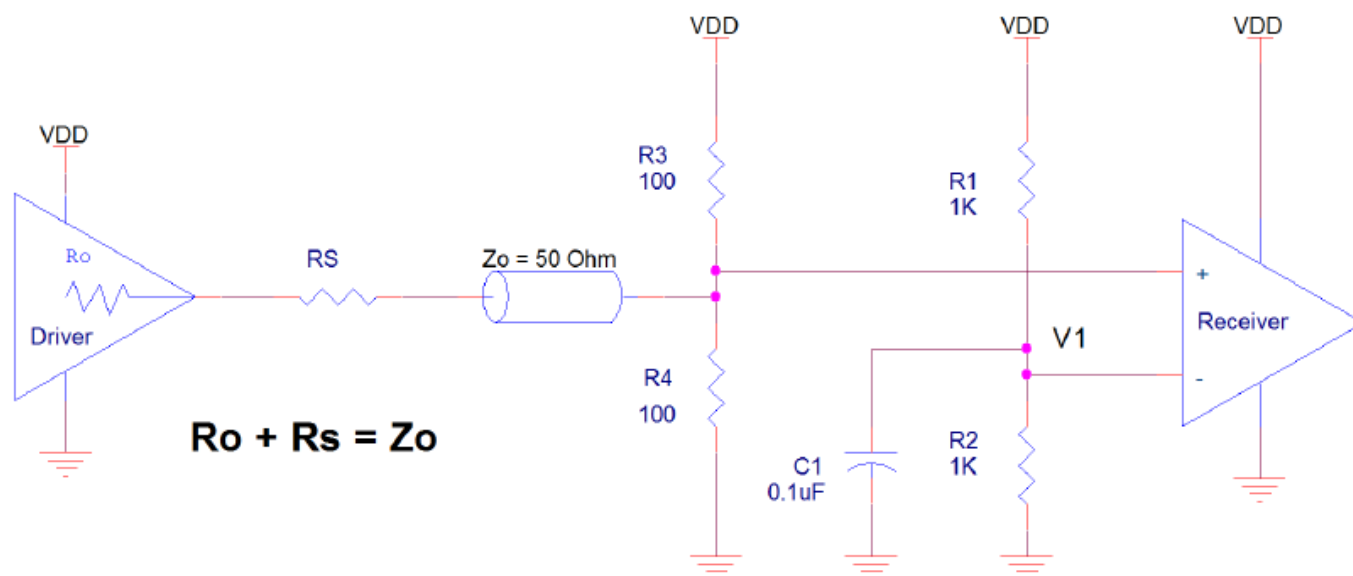 VDD
VDD
VDD
VDD
R3
100
R1
1K
Ro
RS
Zo = 50 Ohm
+
Driver
Receiver
V1
-
R4
100
Ro + Rs = Zo
R2
1K
C1
0.1uF